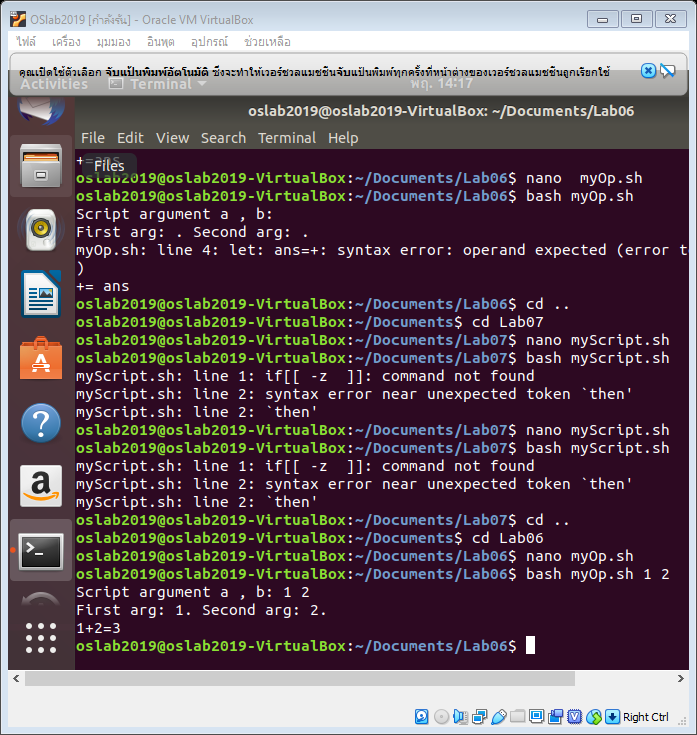 OSlab2019 [กำลังรัน] - Oracle VM VirtualBox
ไฟล์ เครื่อง มุมมอง อินพุต อุปกรณ์ ช่วยเหลือ
คุณเปิดใช้ตัวเลือก จับแป้นพิมพ์อัตโนมัติ ซึ่งจะทำให้เวอร์ชวลแมชชีนจับแป้นพิมพ์ทุกครั้งที่หน้าต่างของเวอร์ชวลแมชชีนถูกเรียกใช้
Activities Terminal พฤ. 14:17
oslab2019@oslab2019-VirtualBox: ~/Documents/Lab06
File Edit View Search Terminal Help
+=ans
Files
oslab2019@oslab2019-VirtualBox:~/Documents/Lab06$ nano  myOp.sh
oslab2019@oslab2019-VirtualBox:~/Documents/Lab06$ bash myOp.sh
Script argument a , b:
First arg: . Second arg: .
myOp.sh: line 4: let: ans=+: syntax error: operand expected (error t
)
+= ans
oslab2019@oslab2019-VirtualBox:~/Documents/Lab06$ cd ..
oslab2019@oslab2019-VirtualBox:~/Documents$ cd Lab07
oslab2019@oslab2019-VirtualBox:~/Documents/Lab07$ nano myScript.sh
oslab2019@oslab2019-VirtualBox:~/Documents/Lab07$ bash myScript.sh
myScript.sh: line 1: if[[ -z  ]]: command not found
myScript.sh: line 2: syntax error near unexpected token `then'
myScript.sh: line 2: `then'
oslab2019@oslab2019-VirtualBox:~/Documents/Lab07$ nano myScript.sh
oslab2019@oslab2019-VirtualBox:~/Documents/Lab07$ bash myScript.sh
myScript.sh: line 1: if[[ -z  ]]: command not found
myScript.sh: line 2: syntax error near unexpected token `then'
myScript.sh: line 2: `then'
oslab2019@oslab2019-VirtualBox:~/Documents/Lab07$ cd ..
oslab2019@oslab2019-VirtualBox:~/Documents$ cd Lab06
oslab2019@oslab2019-VirtualBox:~/Documents/Lab06$ nano myOp.sh
oslab2019@oslab2019-VirtualBox:~/Documents/Lab06$ bash myOp.sh 1 2
Script argument a , b: 1 2
First arg: 1. Second arg: 2.
1+2=3
oslab2019@oslab2019-VirtualBox:~/Documents/Lab06$
Right Ctrl